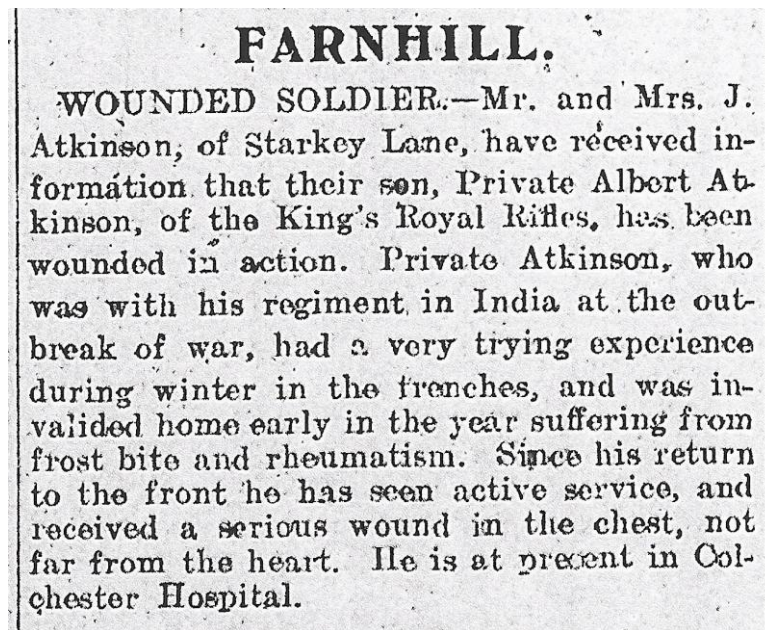 FARNHILL.
WOUNDED SOLDIER.—Mr. and Mrs. J.
Atkinson, of Starkey Lane, have received in-
formation that their son, Private Albert At-
kinson, of the King's Royal Rifles, has been
wounded in action. Private Atkinson, who
was with his regiment in India at the out-
break of war, had a very trying experience
during winter in the trenches, and was in-
valided home early in the year suffering from
frost bite and rheumatism. Since his return
to the front he has seen active service, and
received a serious wound in the chest, not
far from the heart. He is at present in Col-
chester Hospital.